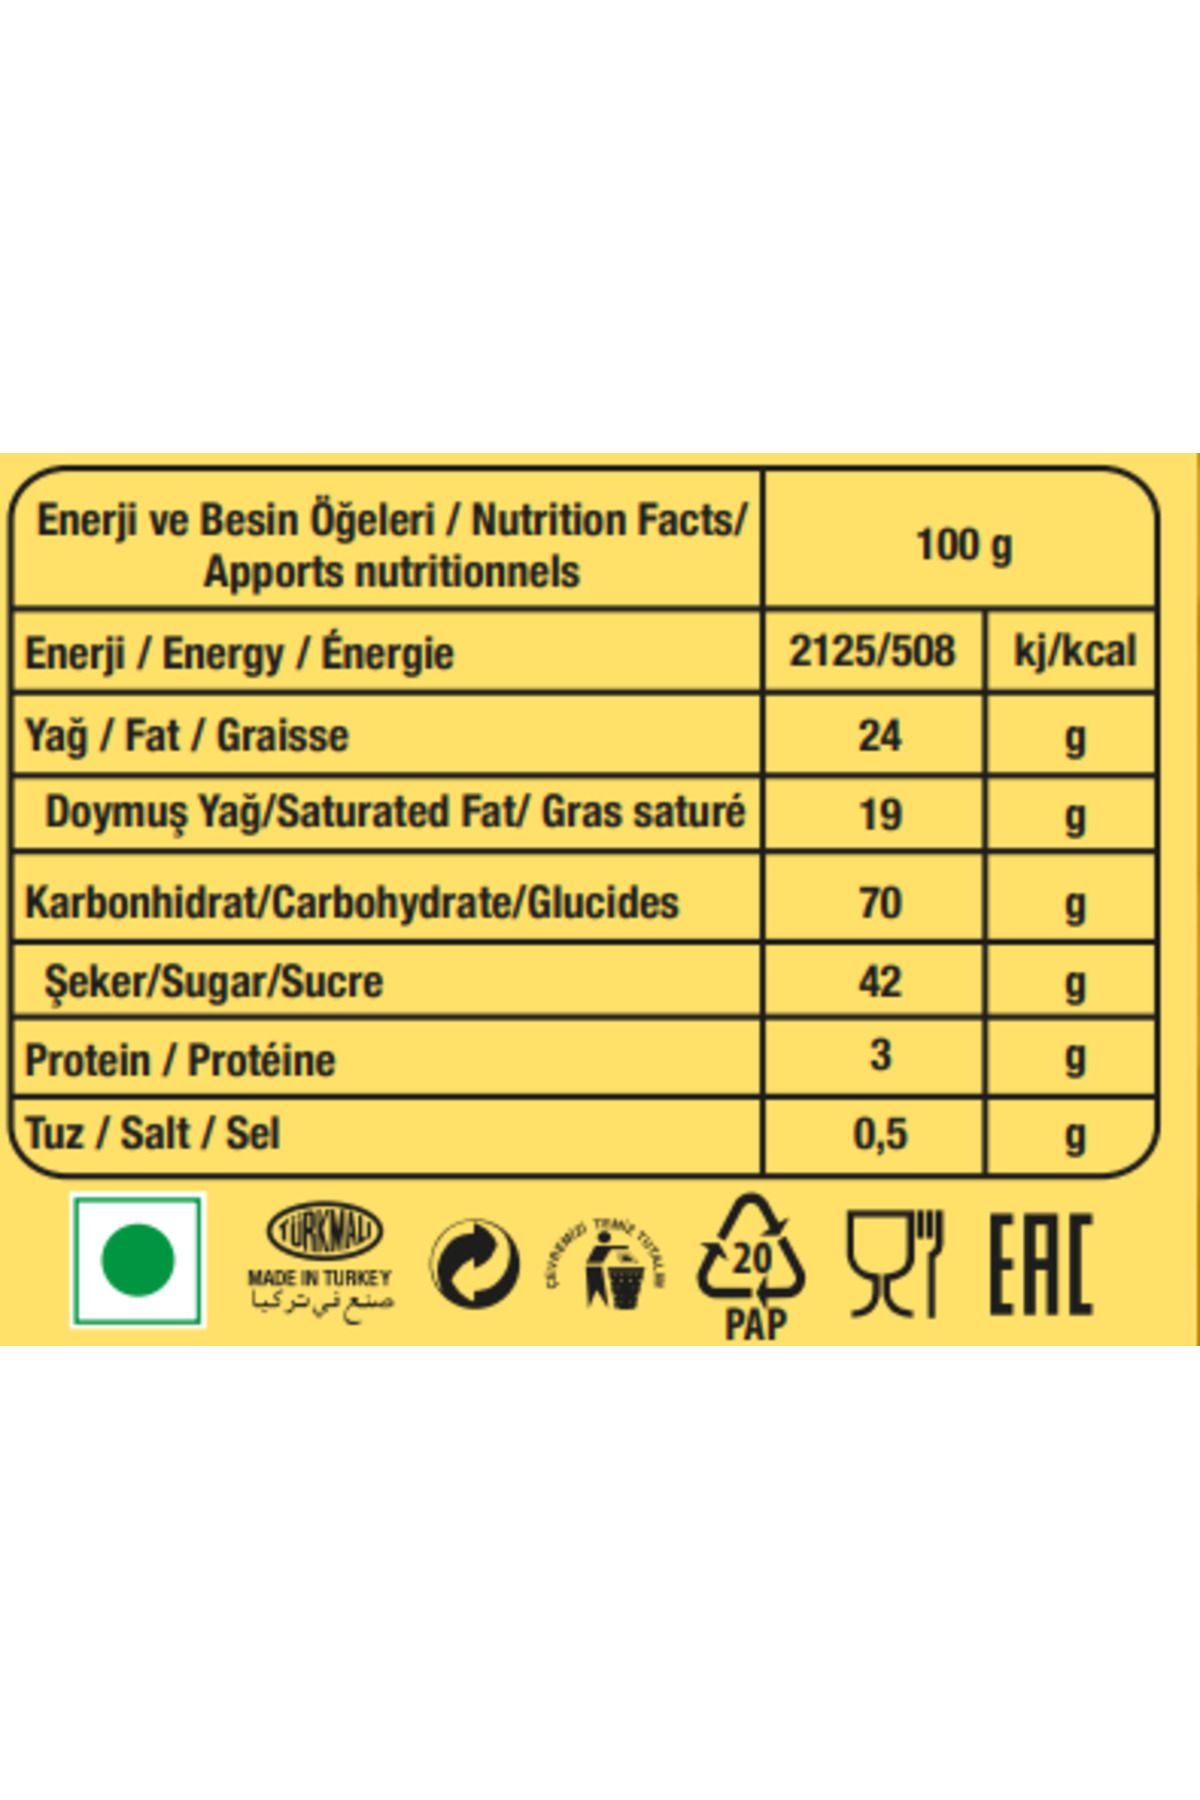 Enerji ve Besin Öğeleri / Nutrition Facts/
Apports nutritionnels
100 g
Enerji / Energy / Énergie 2125/508 kj/kcal
Yağ / Fat / Graisse 24 g
Doymuş Yağ/Saturated Fat/ Gras saturé 19 g
Karbonhidrat/Carbohydrate/Glucides 70 g
Şeker/Sugar/Sucre 42 g
Protein / Protéine 3 g
Tuz / Salt / Sel 0,5 g
TÜRKMALI
MADE IN TURKEY
صنع في تركيا
ÇEVREMİZİ TEMİZ TUTALIM
20
PAP
EAC